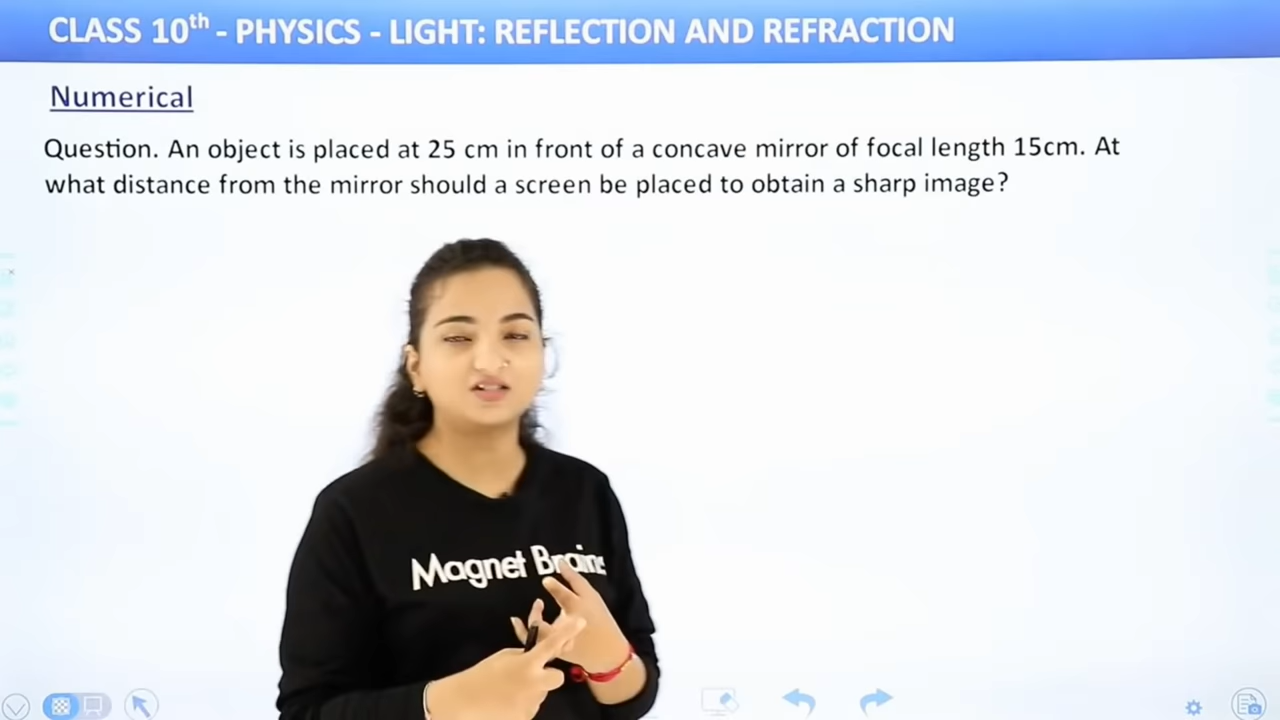 CLASS 10th - PHYSICS - LIGHT: REFLECTION AND REFRACTION
Numerical
Question. An object is placed at 25 cm in front of a concave mirror of focal length 15cm. At
what distance from the mirror should a screen be placed to obtain a sharp image?
Magnet Brains